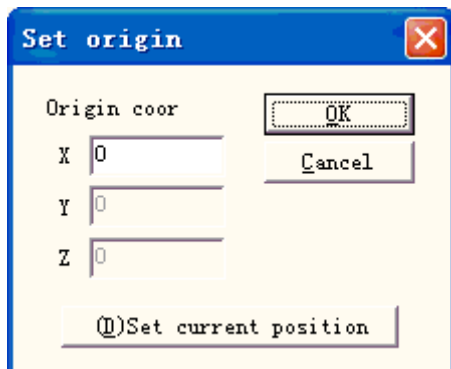 Set origin
Origin coor
OK
X 0
Cancel
Y 0
Z 0
(D)Set current position